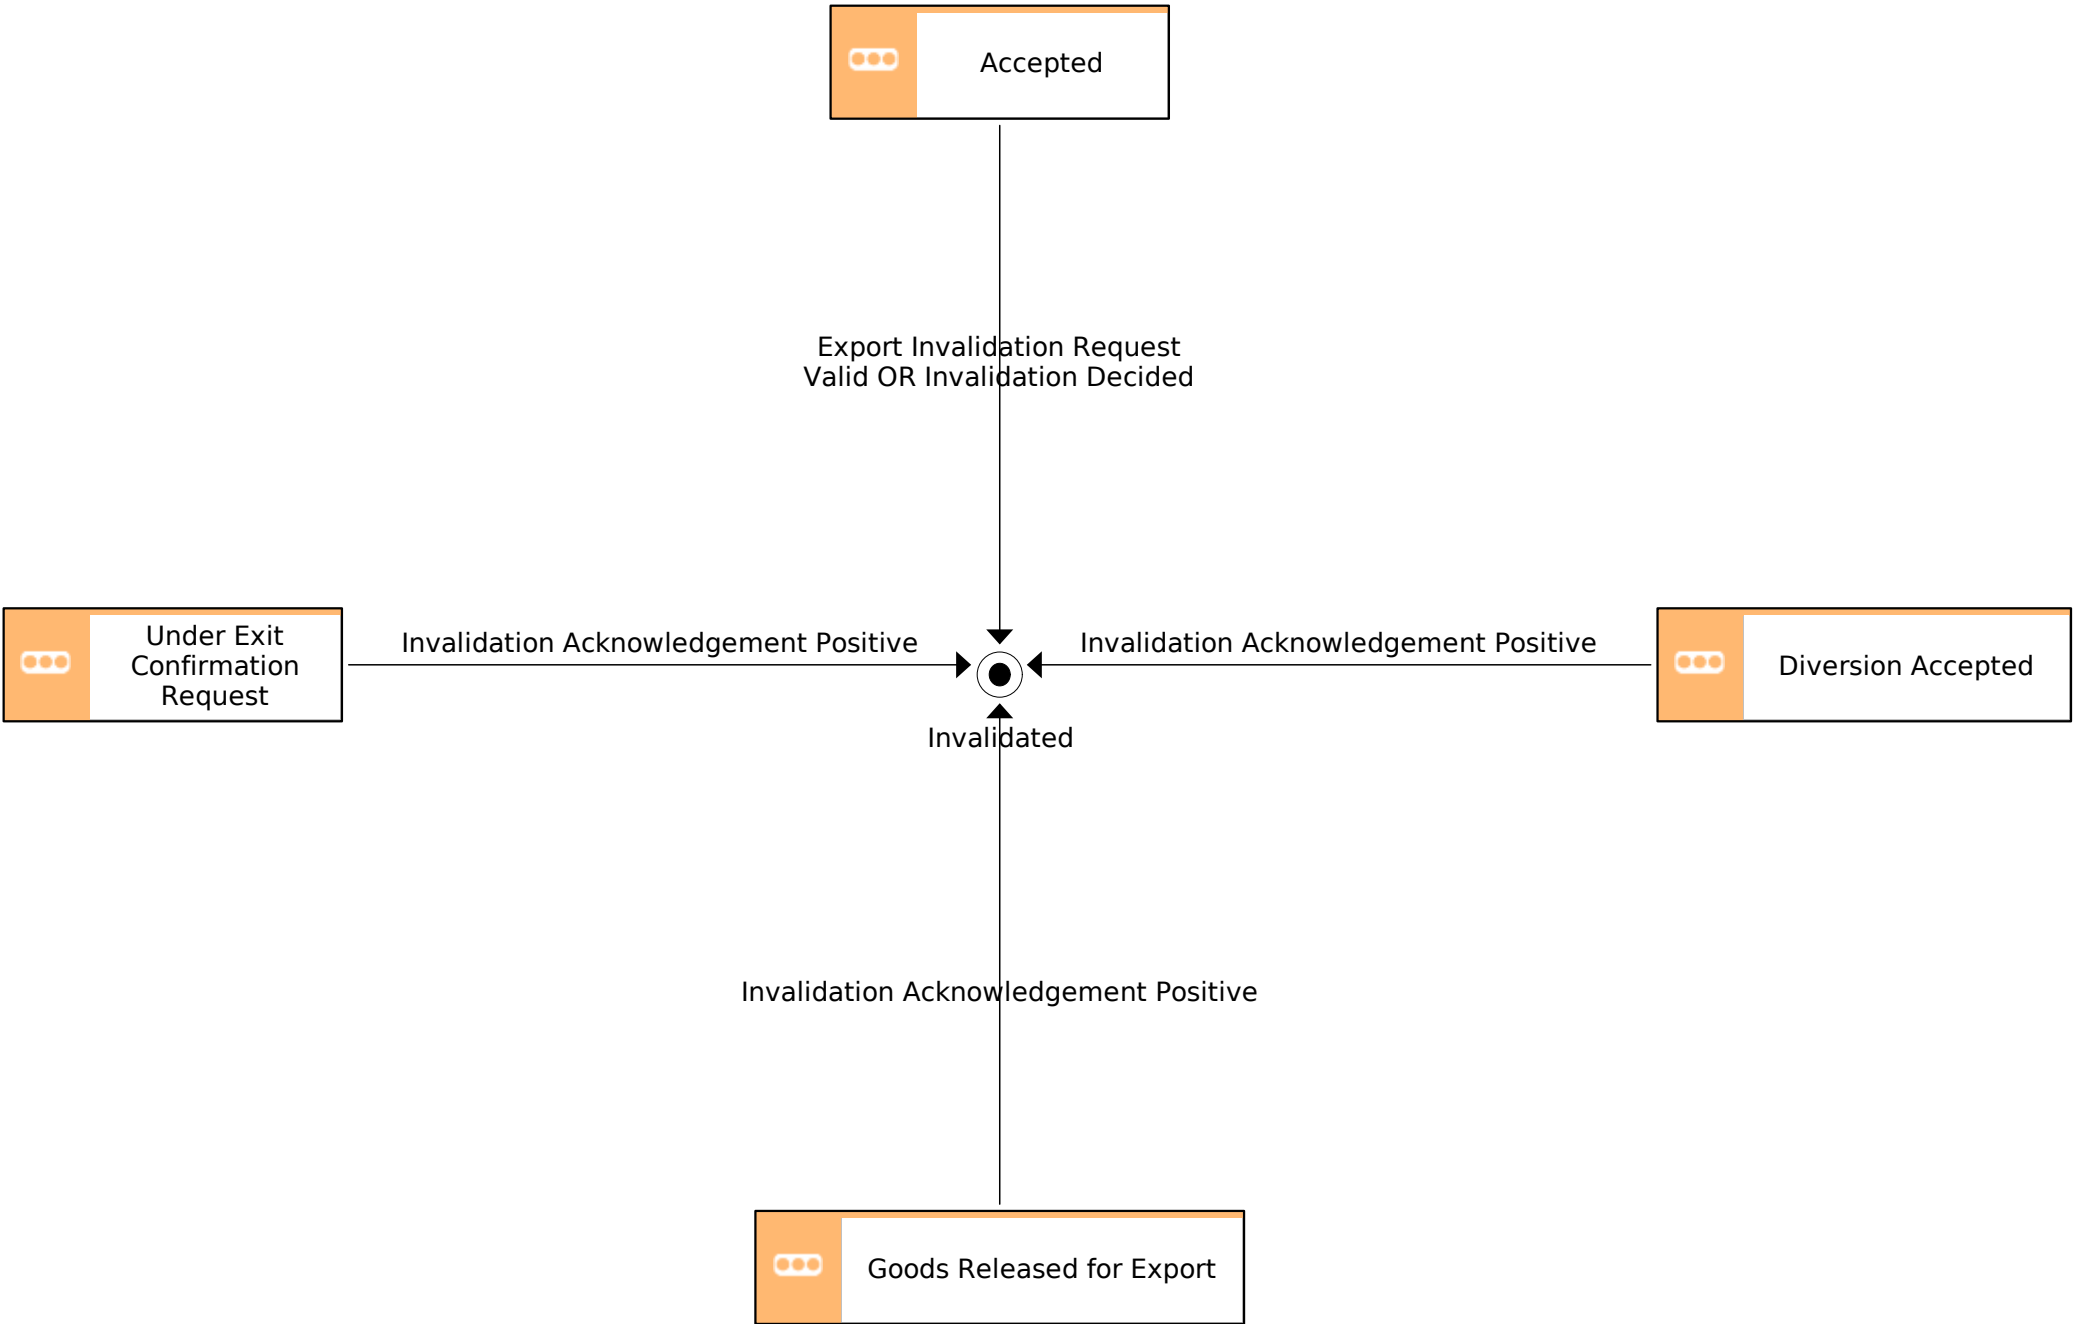 Accepted
Export Invalidation Request
Valid OR Invalidation Decided
Under Exit
Confirmation
Request
Invalidation Acknowledgement Positive
Invalidation Acknowledgement Positive
Diversion Accepted
Invalidated
Invalidation Acknowledgement Positive
Goods Released for Export